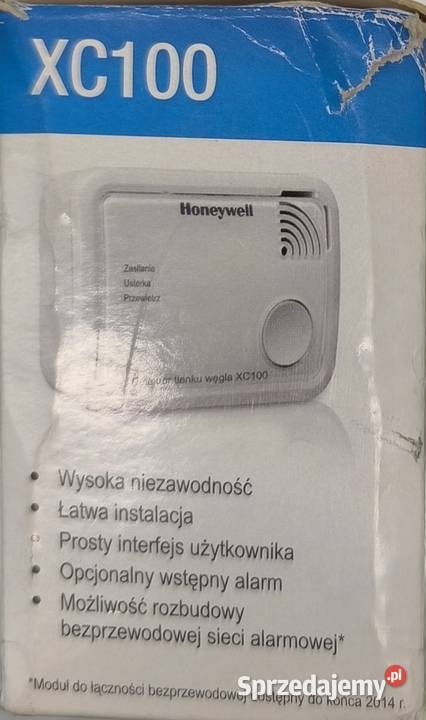 XC100
Honeywell
Zasilanie
Usterka
Przewietrz
tlenku węgla XC100
• Wysoka niezawodność
• Łatwa instalacja
• Prosty interfejs użytkownika
• Opcjonalny wstępny alarm
• Możliwość rozbudowy
bezprzewodowej sieci alarmowej*
*Moduł do łączności bezprzewodowej dostępny do końca 2014 r.
Sprzedajemy.pl